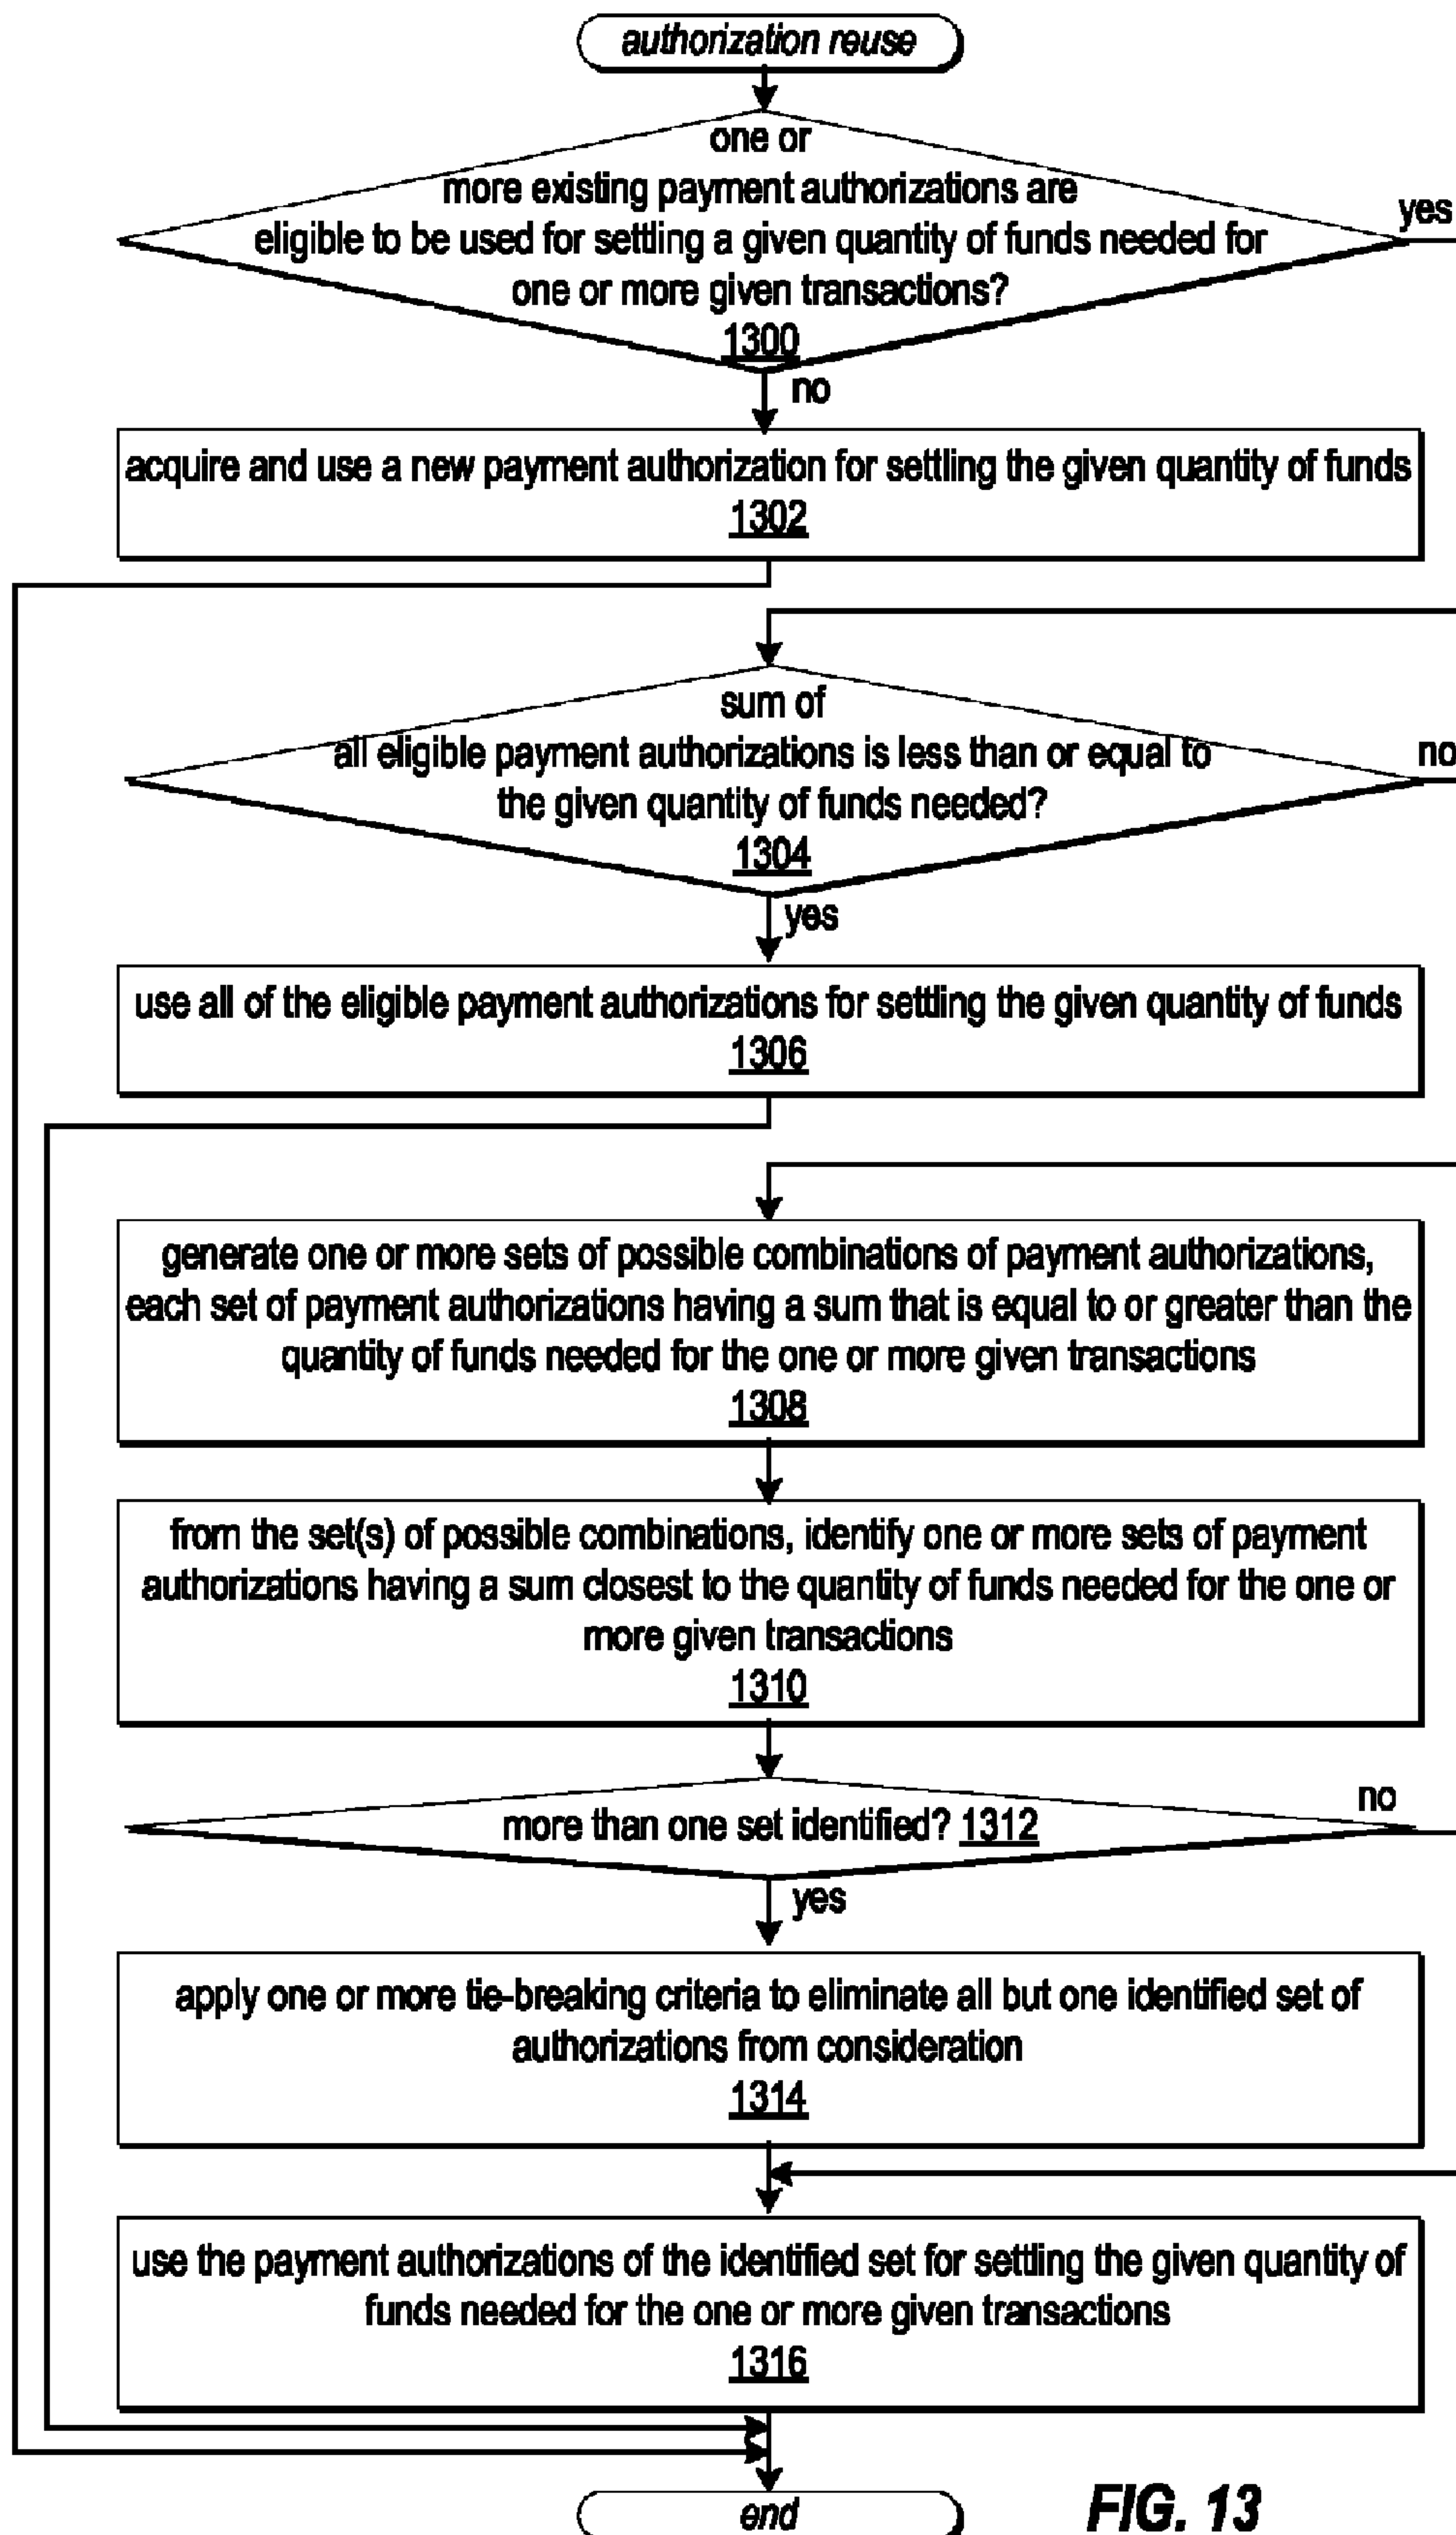 authorization reuse
one or
more existing payment authorizations are
eligible to be used for settling a given quantity of funds needed for
one or more given transactions?
1300
yes
no
acquire and use a new payment authorization for settling the given quantity of funds
1302
sum of
all eligible payment authorizations is less than or equal to
the given quantity of funds needed?
1304
no
yes
use all of the eligible payment authorizations for settling the given quantity of funds
1306
generate one or more sets of possible combinations of payment authorizations,
each set of payment authorizations having a sum that is equal to or greater than the
quantity of funds needed for the one or more given transactions
1308
from the set(s) of possible combinations, identify one or more sets of payment
authorizations having a sum closest to the quantity of funds needed for the one or
more given transactions
1310
more than one set identified? 1312
no
yes
apply one or more tie-breaking criteria to eliminate all but one identified set of
authorizations from consideration
1314
use the payment authorizations of the identified set for settling the given quantity of
funds needed for the one or more given transactions
1316
end
FIG. 13